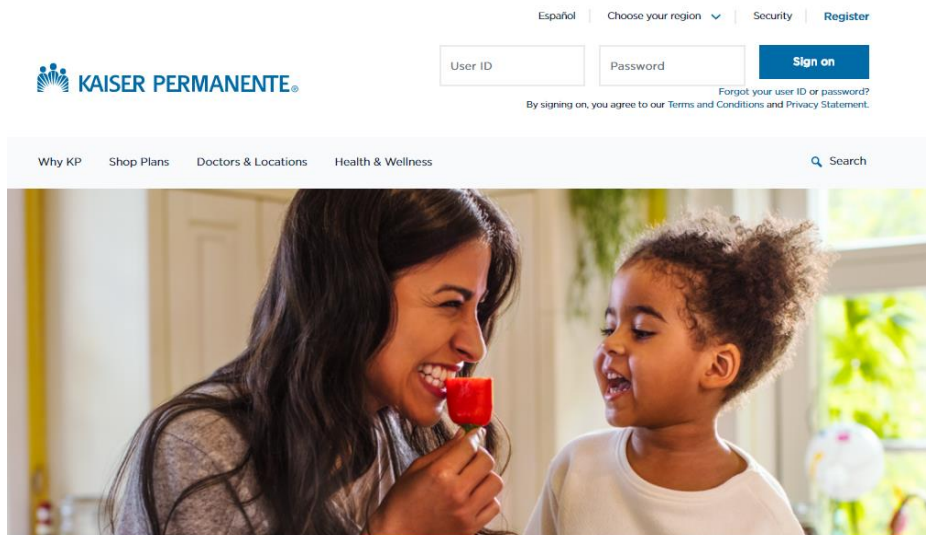 Español Choose your region Security Register
User ID Password Sign on
KAISER PERMANENTE®
Forgot your user ID or password?
By signing on, you agree to our Terms and Conditions and Privacy Statement.
Why KP Shop Plans Doctors & Locations Health & Wellness Search